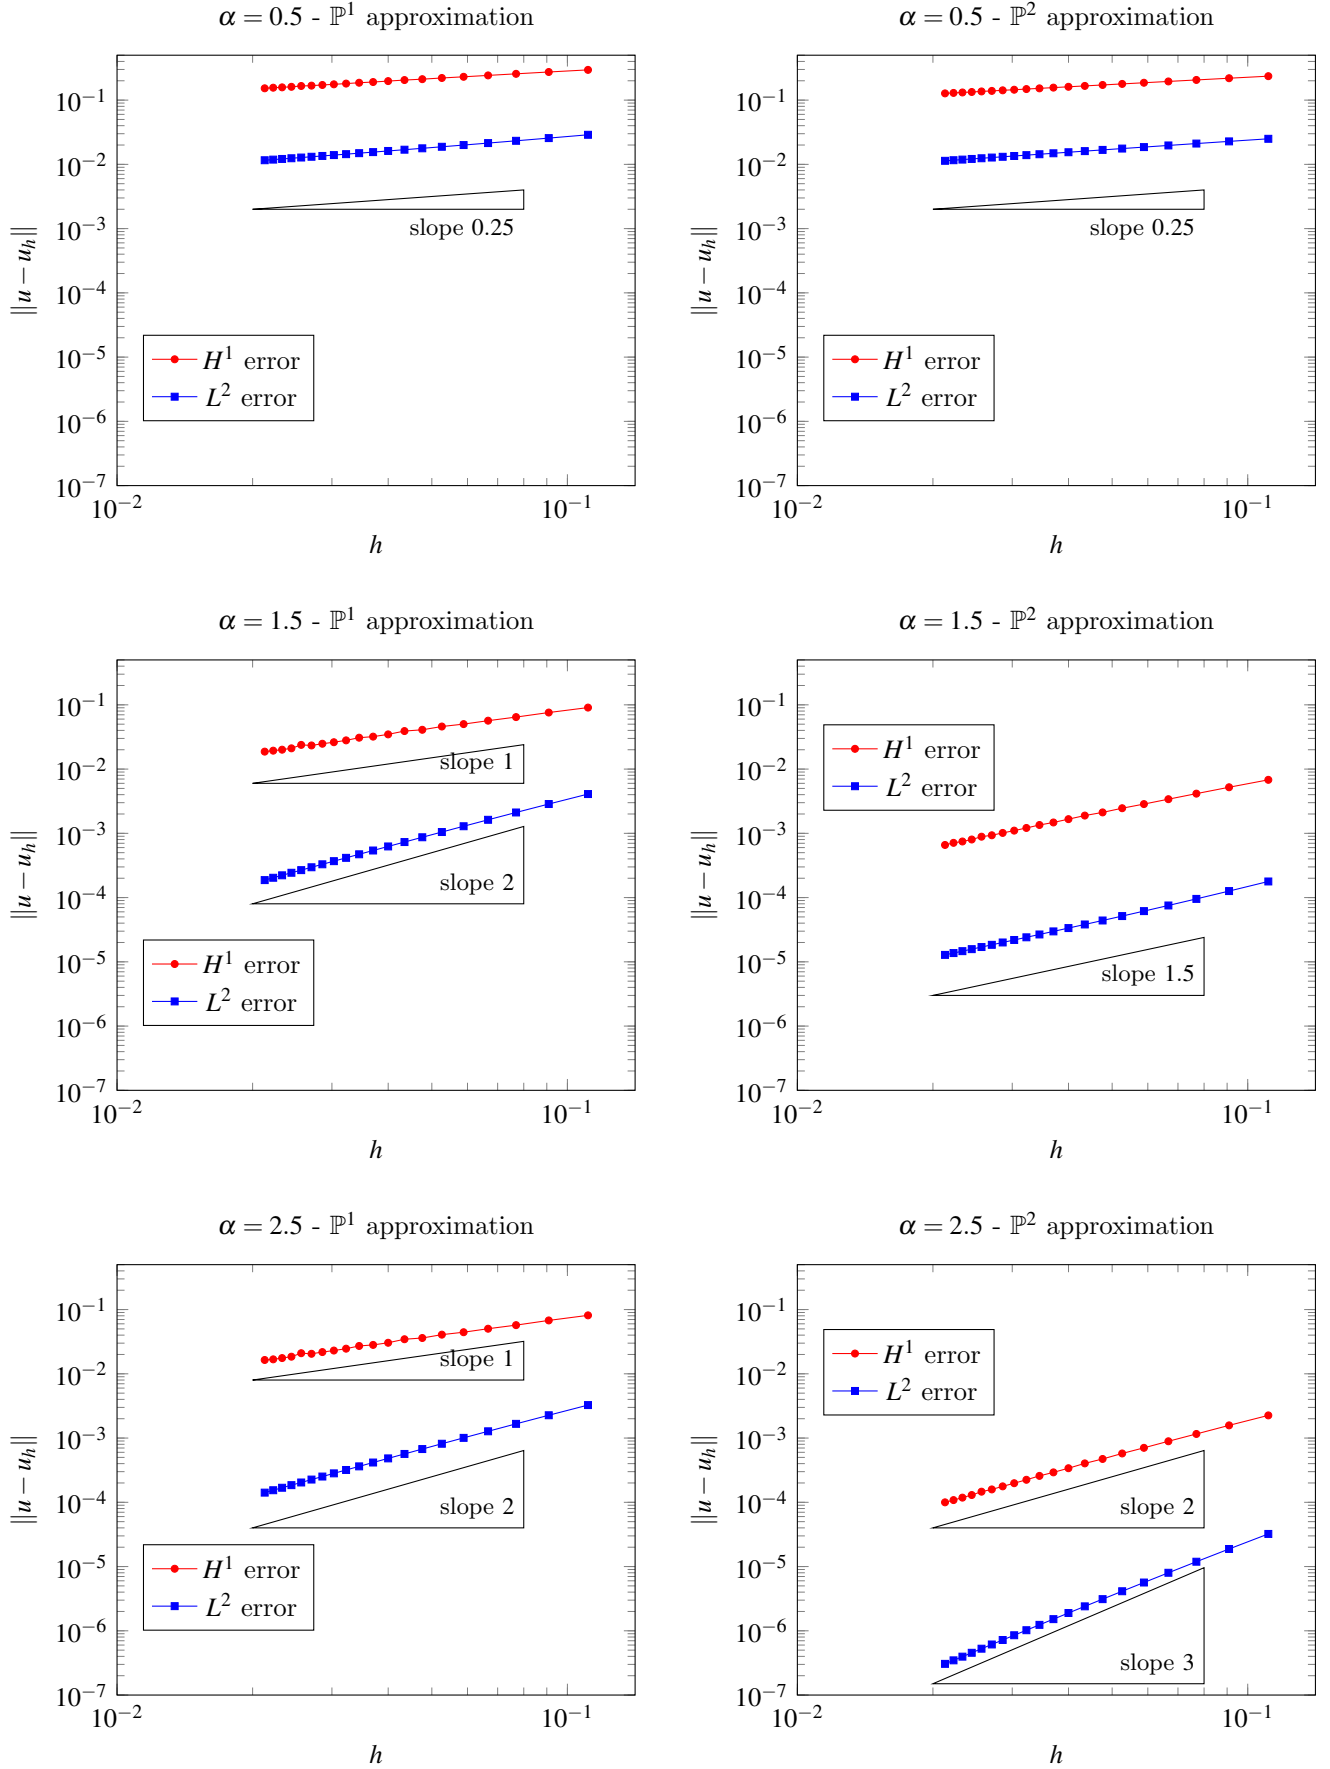 α = 0.5 - ℙ¹ approximation
10⁻¹
10⁻²
10⁻³
10⁻⁴
10⁻⁵
10⁻⁶
10⁻⁷
‖u − uₕ‖
slope 0.25
H¹ error
L² error
10⁻² 10⁻¹
h
α = 0.5 - ℙ² approximation
10⁻¹
10⁻²
10⁻³
10⁻⁴
10⁻⁵
10⁻⁶
10⁻⁷
‖u − uₕ‖
slope 0.25
H¹ error
L² error
10⁻² 10⁻¹
h
α = 1.5 - ℙ¹ approximation
10⁻¹
10⁻²
10⁻³
10⁻⁴
10⁻⁵
10⁻⁶
10⁻⁷
‖u − uₕ‖
slope 1
slope 2
H¹ error
L² error
10⁻² 10⁻¹
h
α = 1.5 - ℙ² approximation
10⁻¹
10⁻²
10⁻³
10⁻⁴
10⁻⁵
10⁻⁶
10⁻⁷
‖u − uₕ‖
H¹ error
L² error
slope 1.5
10⁻² 10⁻¹
h
α = 2.5 - ℙ¹ approximation
10⁻¹
10⁻²
10⁻³
10⁻⁴
10⁻⁵
10⁻⁶
10⁻⁷
‖u − uₕ‖
slope 1
slope 2
H¹ error
L² error
10⁻² 10⁻¹
h
α = 2.5 - ℙ² approximation
10⁻¹
10⁻²
10⁻³
10⁻⁴
10⁻⁵
10⁻⁶
10⁻⁷
‖u − uₕ‖
H¹ error
L² error
slope 2
slope 3
10⁻² 10⁻¹
h